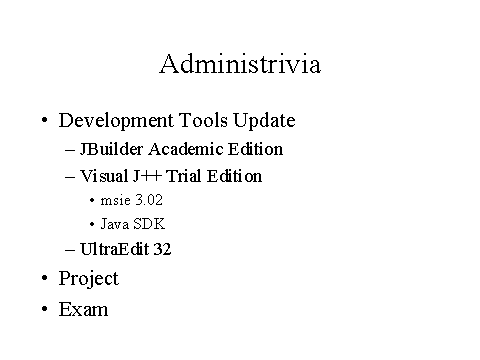 Administrivia
• Development Tools Update
– JBuilder Academic Edition
– Visual J++ Trial Edition
• msie 3.02
• Java SDK
– UltraEdit 32
• Project
• Exam